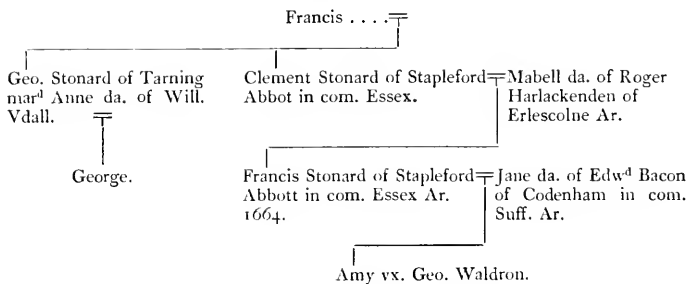 Francis . . . .
Geo. Stonard of Tarning
marᵈ Anne da. of Will.
Vdall.
Clement Stonard of Stapleford
Abbot in com. Essex.
Mabell da. of Roger
Harlackenden of
Erlescolne Ar.
George.
Francis Stonard of Stapleford
Abbott in com. Essex Ar.
1664.
Jane da. of Edwᵈ Bacon
of Codenham in com.
Suff. Ar.
Amy vx. Geo. Waldron.